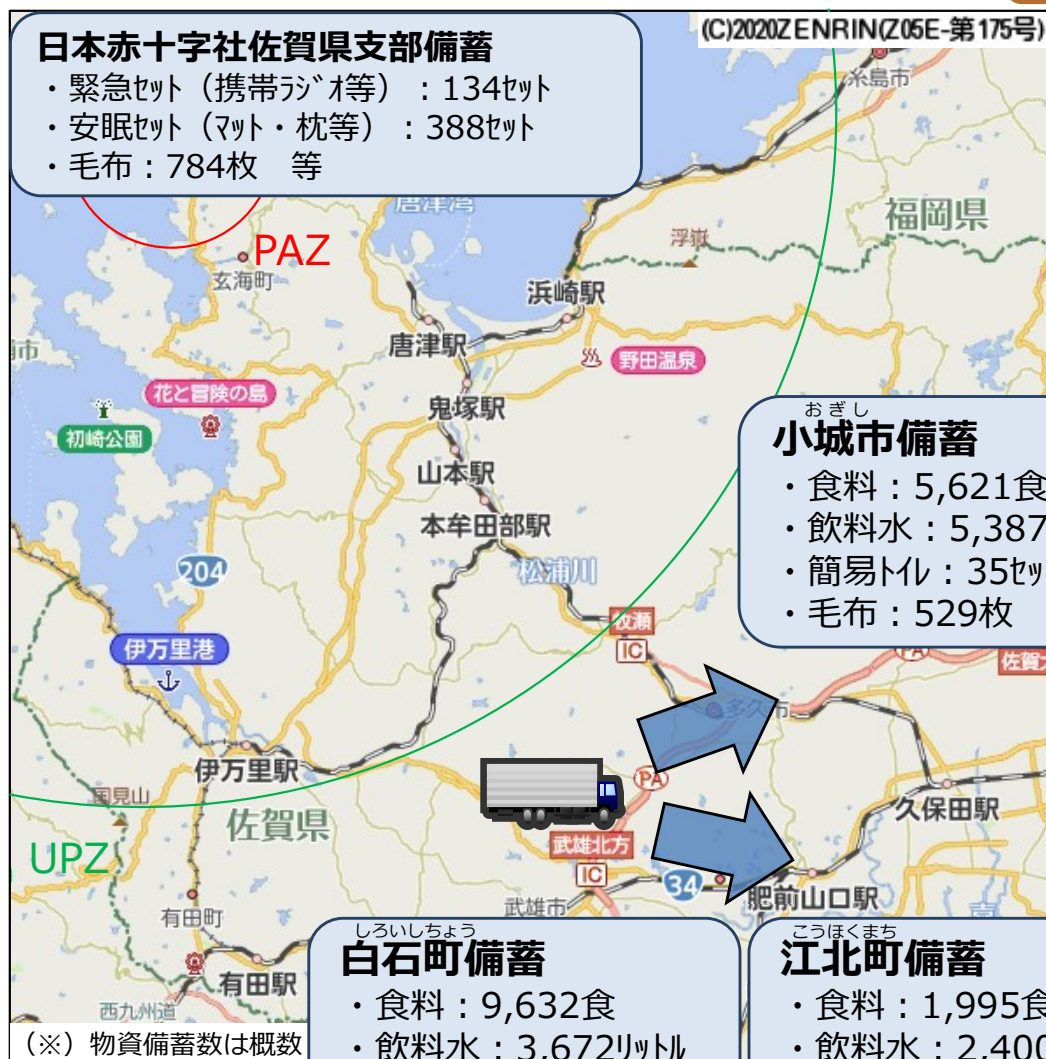 (C)2020ZENRIN(Z05E-第175号)
日本赤十字社佐賀県支部備蓄
・緊急ｾｯﾄ（携帯ﾗｼﾞｵ等）：134ｾｯﾄ
・安眠ｾｯﾄ（ﾏｯﾄ・枕等）：388ｾｯﾄ
・毛布：784枚　等
糸島市
唐津湾
福岡県
PAZ
浮嶽
玄海町
浜崎駅
唐津駅
野田温泉
花と冒険の島
鬼塚駅
初崎公園
山本駅
本牟田部駅
204
松浦川
おぎし
小城市備蓄
・食料：5,621食
・飲料水：5,387
・簡易ﾄｲﾚ：35ｾｯ
・毛布：529枚
牧瀬
IC
伊万里港
PA
多久市
伊万里駅
国見山
佐賀県
PA
久保田駅
UPZ
武雄北方
IC
34
肥前山口駅
武雄市
有田町
有田駅
西九州道
しろいしちょう
白石町備蓄
・食料：9,632食
・飲料水：3,672ﾘｯﾄﾙ
こうほくまち
江北町備蓄
・食料：1,995食
・飲料水：2,400
（※）物資備蓄数は概数